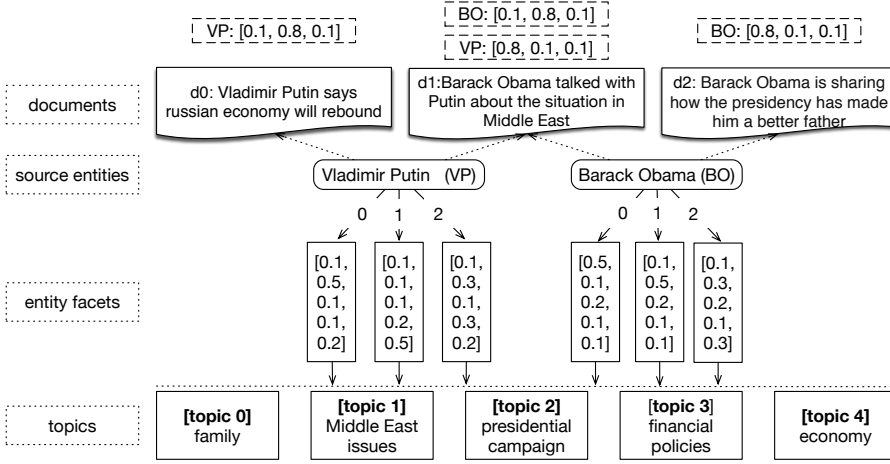 VP: [0.1, 0.8, 0.1]
BO: [0.1, 0.8, 0.1]
VP: [0.8, 0.1, 0.1]
BO: [0.8, 0.1, 0.1]
documents
d0: Vladimir Putin says
russian economy will rebound
d1:Barack Obama talked with
Putin about the situation in
Middle East
d2: Barack Obama is sharing
how the presidency has made
him a better father
source entities
Vladimir Putin (VP)
Barack Obama (BO)
0 1 2
0 1 2
entity facets
[0.1,
0.5,
0.1,
0.1,
0.2]
[0.1,
0.1,
0.1,
0.2,
0.5]
[0.1,
0.3,
0.1,
0.3,
0.2]
[0.5,
0.1,
0.2,
0.1,
0.1]
[0.1,
0.5,
0.2,
0.1,
0.1]
[0.1,
0.3,
0.2,
0.1,
0.3]
topics
[topic 0]
family
[topic 1]
Middle East
issues
[topic 2]
presidential
campaign
[topic 3]
financial
policies
[topic 4]
economy